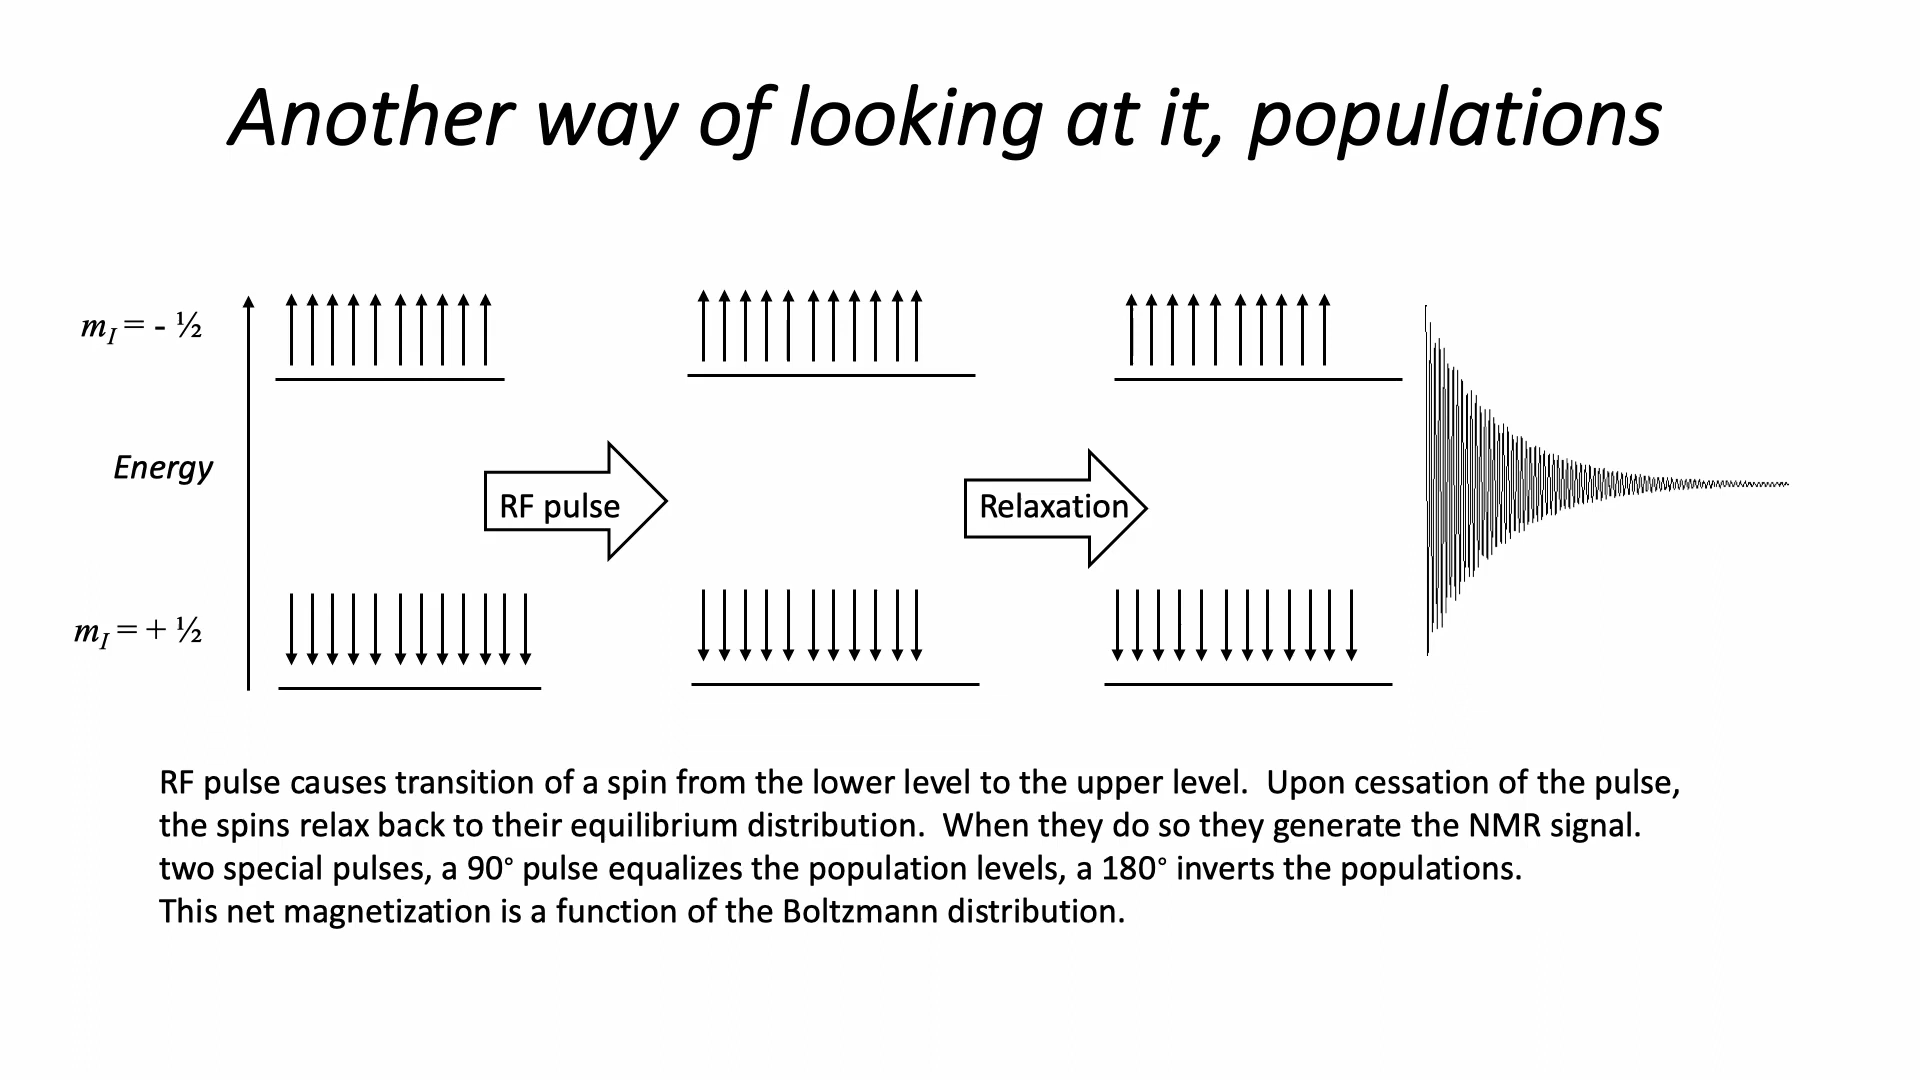 Another way of looking at it, populations
m_I = - ½
Energy
RF pulse
Relaxation
m_I = + ½
RF pulse causes transition of a spin from the lower level to the upper level.  Upon cessation of the pulse,
the spins relax back to their equilibrium distribution.  When they do so they generate the NMR signal.
two special pulses, a 90° pulse equalizes the population levels, a 180° inverts the populations.
This net magnetization is a function of the Boltzmann distribution.